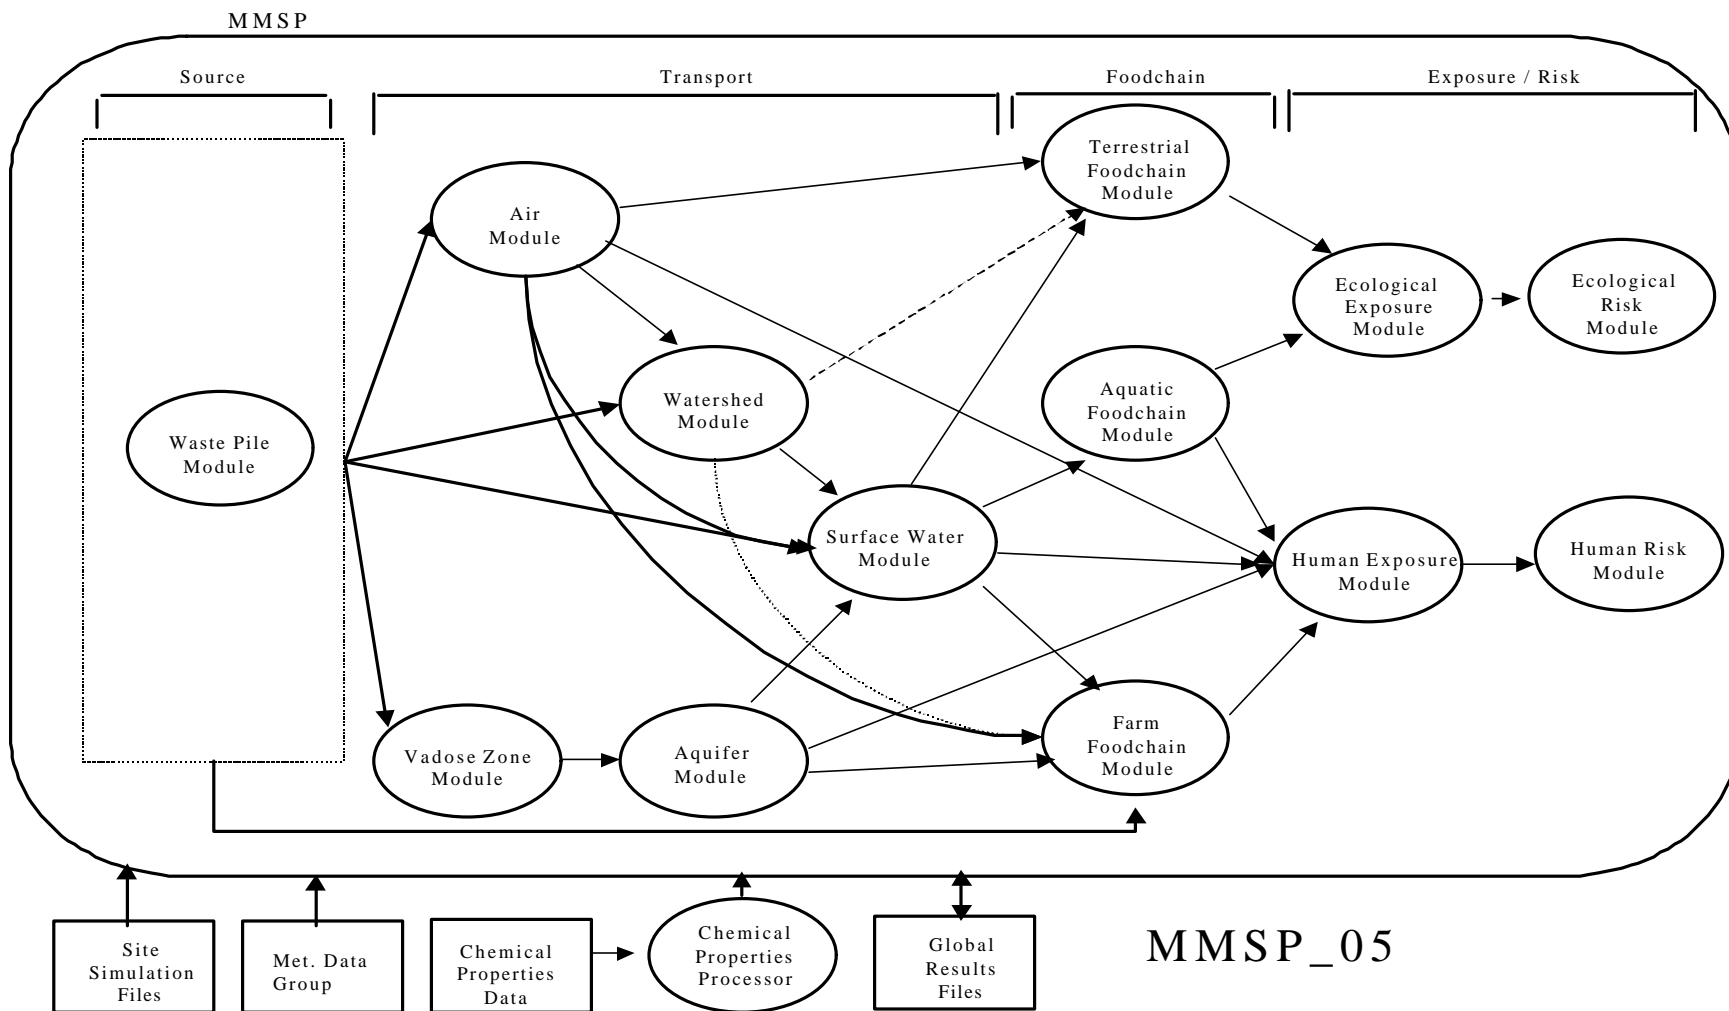 MMSP
Source
Transport
Foodchain
Exposure / Risk
Terrestrial
Foodchain
Module
Air
Module
Ecological
Exposure
Module
Ecological
Risk
Module
Watershed
Module
Aquatic
Foodchain
Module
Waste Pile
Module
Surface Water
Module
Human Exposure
Module
Human Risk
Module
Vadose Zone
Module
Aquifer
Module
Farm
Foodchain
Module
Site
Simulation
Files
Met. Data
Group
Chemical
Properties
Data
Chemical
Properties
Processor
Global
Results
Files
MMSP_05